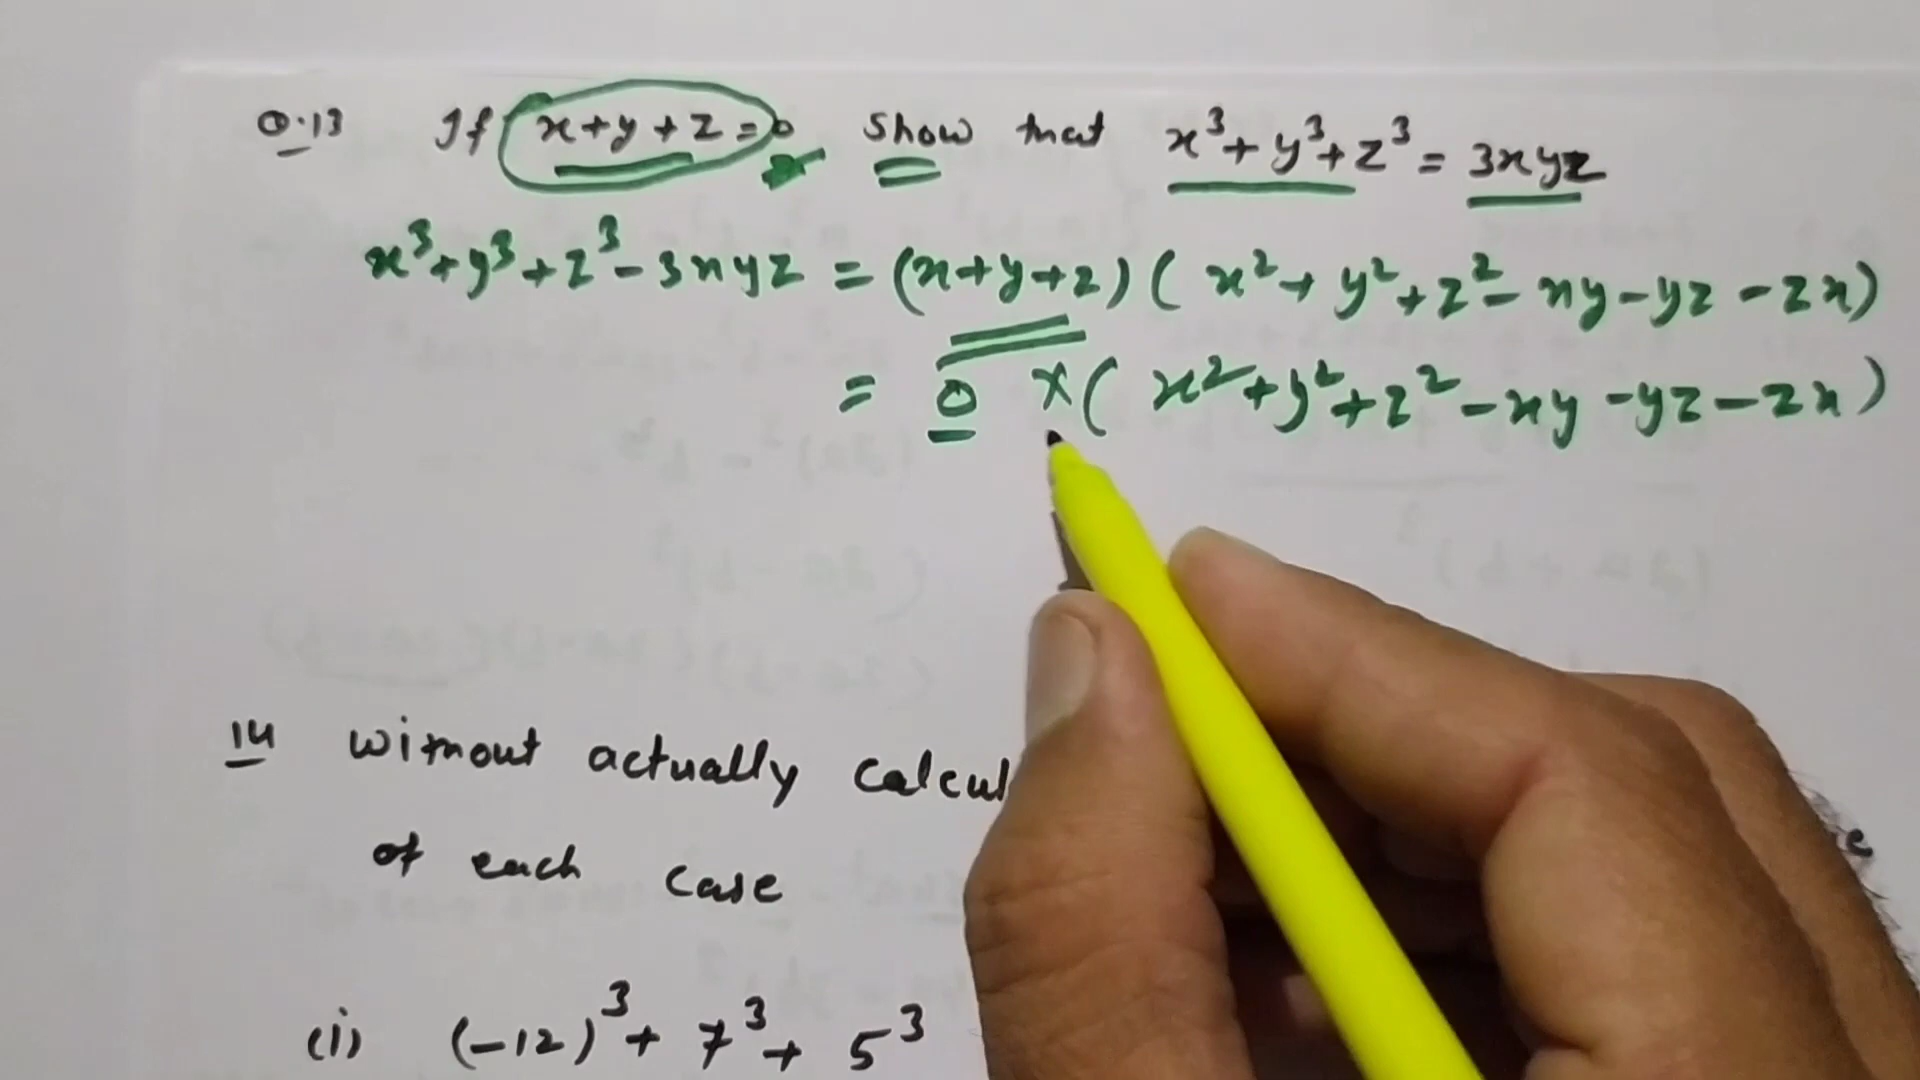 Q.13 If x+y+z=0 show that x³+y³+z³ = 3xyz
x³+y³+z³-3xyz = (x+y+z)(x²+y²+z²-xy-yz-zx)
= 0 × (x²+y²+z²-xy-yz-zx)
14 without actually
of each case
(i) (-12)³ + 7³ + 5³